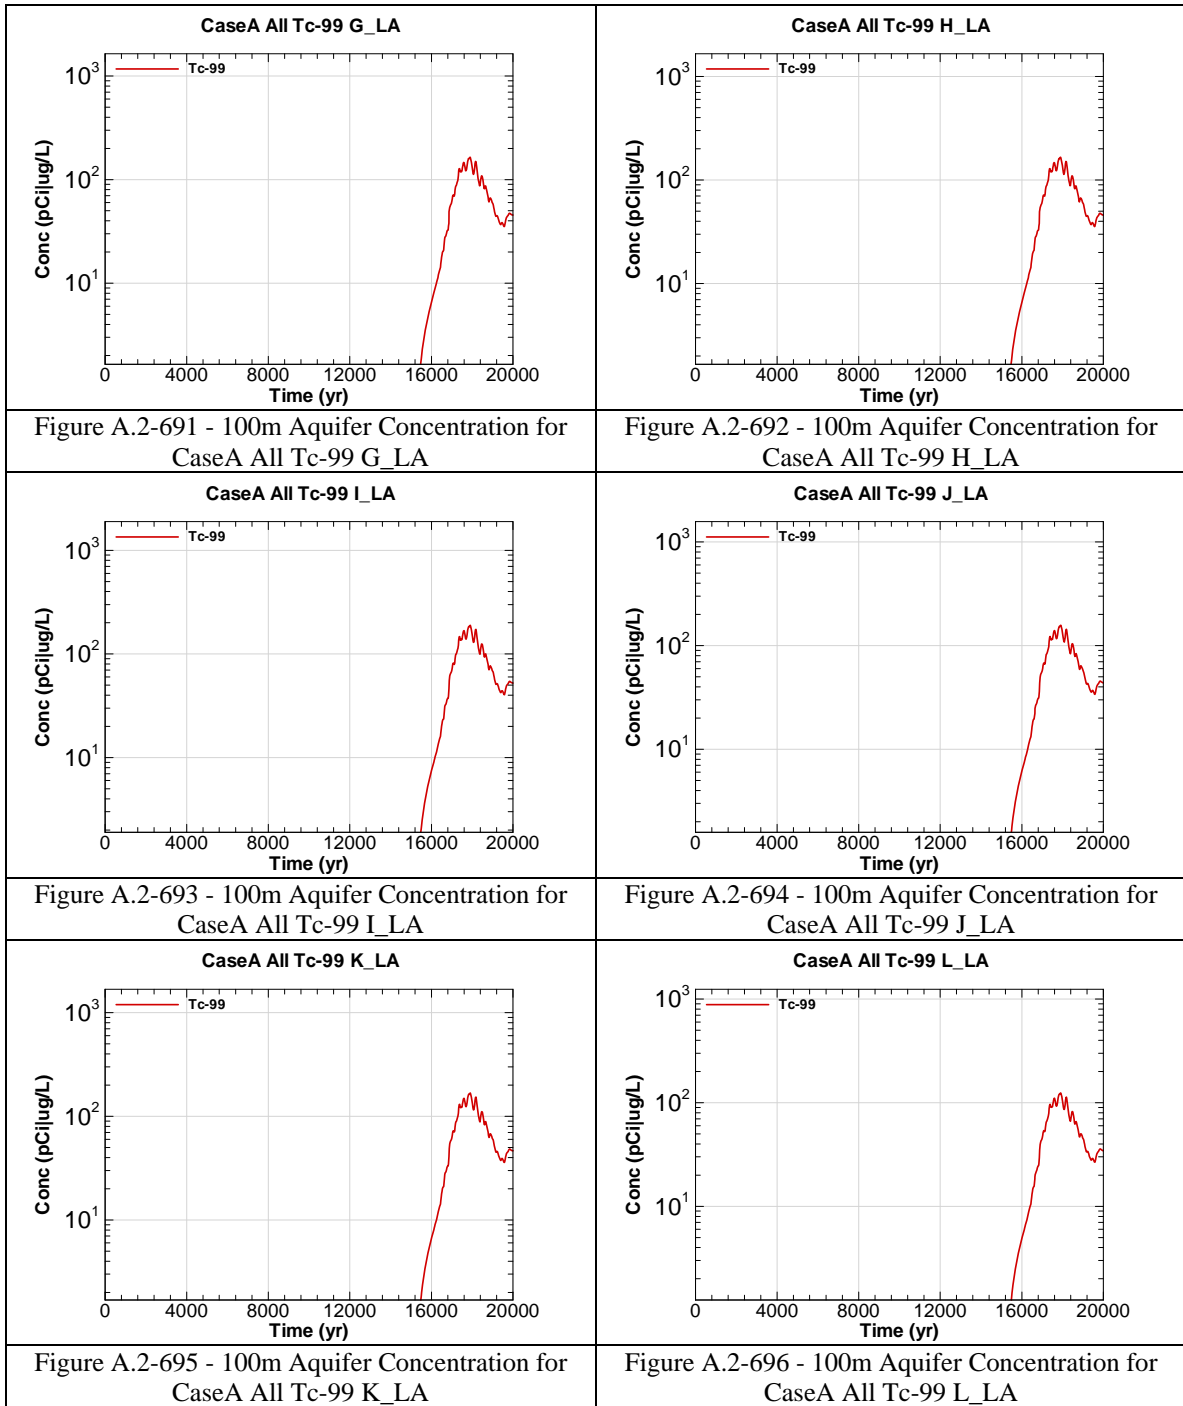 CaseA All Tc-99 G_LA
Tc-99
10^3
10^2
10^1
Conc (pCi|ug/L)
0 4000 8000 12000 16000 20000
Time (yr)
Figure A.2-691 - 100m Aquifer Concentration for
CaseA All Tc-99 G_LA
CaseA All Tc-99 H_LA
Tc-99
10^3
10^2
10^1
Conc (pCi|ug/L)
0 4000 8000 12000 16000 20000
Time (yr)
Figure A.2-692 - 100m Aquifer Concentration for
CaseA All Tc-99 H_LA
CaseA All Tc-99 I_LA
Tc-99
10^3
10^2
10^1
Conc (pCi|ug/L)
0 4000 8000 12000 16000 20000
Time (yr)
Figure A.2-693 - 100m Aquifer Concentration for
CaseA All Tc-99 I_LA
CaseA All Tc-99 J_LA
Tc-99
10^3
10^2
10^1
Conc (pCi|ug/L)
0 4000 8000 12000 16000 20000
Time (yr)
Figure A.2-694 - 100m Aquifer Concentration for
CaseA All Tc-99 J_LA
CaseA All Tc-99 K_LA
Tc-99
10^3
10^2
10^1
Conc (pCi|ug/L)
0 4000 8000 12000 16000 20000
Time (yr)
Figure A.2-695 - 100m Aquifer Concentration for
CaseA All Tc-99 K_LA
CaseA All Tc-99 L_LA
Tc-99
10^3
10^2
10^1
Conc (pCi|ug/L)
0 4000 8000 12000 16000 20000
Time (yr)
Figure A.2-696 - 100m Aquifer Concentration for
CaseA All Tc-99 L_LA